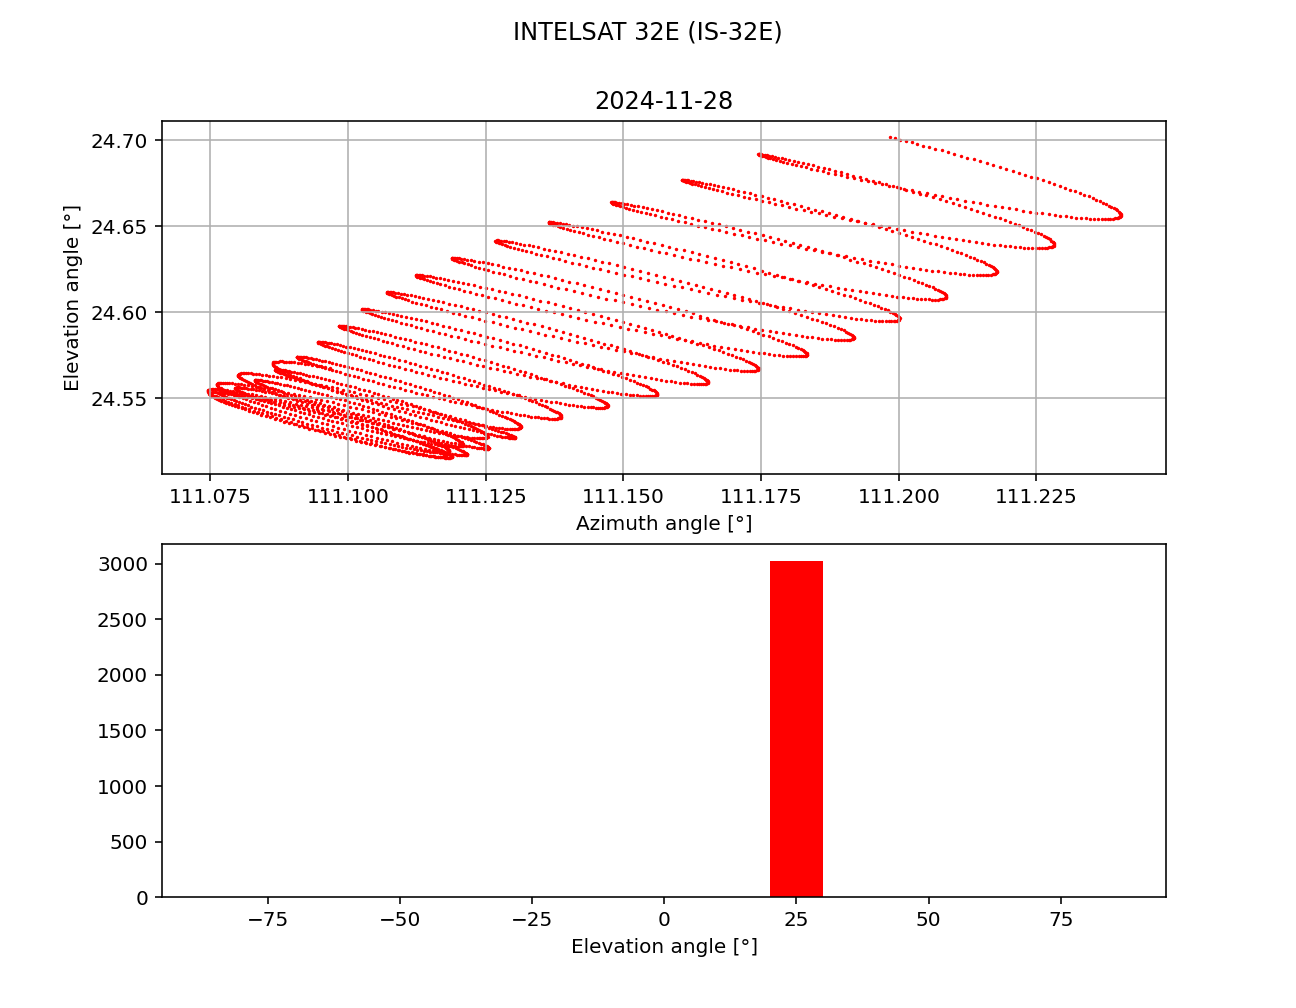 INTELSAT 32E (IS-32E)
2024-11-28
24.70
24.65
24.60
24.55
Elevation angle [°]
111.075 111.100 111.125 111.150 111.175 111.200 111.225
Azimuth angle [°]
3000
2500
2000
1500
1000
500
0
−75 −50 −25 0 25 50 75
Elevation angle [°]